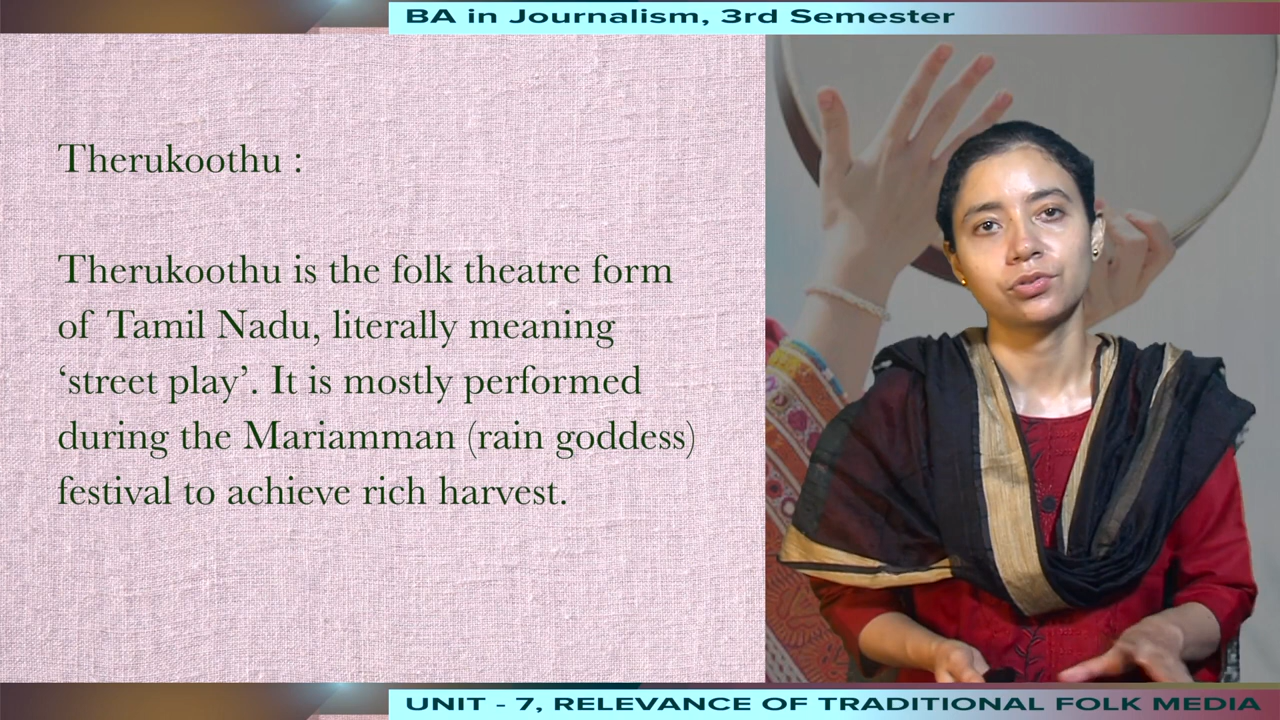 BA in Journalism, 3rd Semester
Therukoothu :
Therukoothu is the folk theatre form
of Tamil Nadu, literally meaning
‘street play’. It is mostly performed
during the Mariamman (rain goddess)
festival to achieve rich harvest.
UNIT - 7, RELEVANCE OF TRADITIONAL FOLK MEDIA